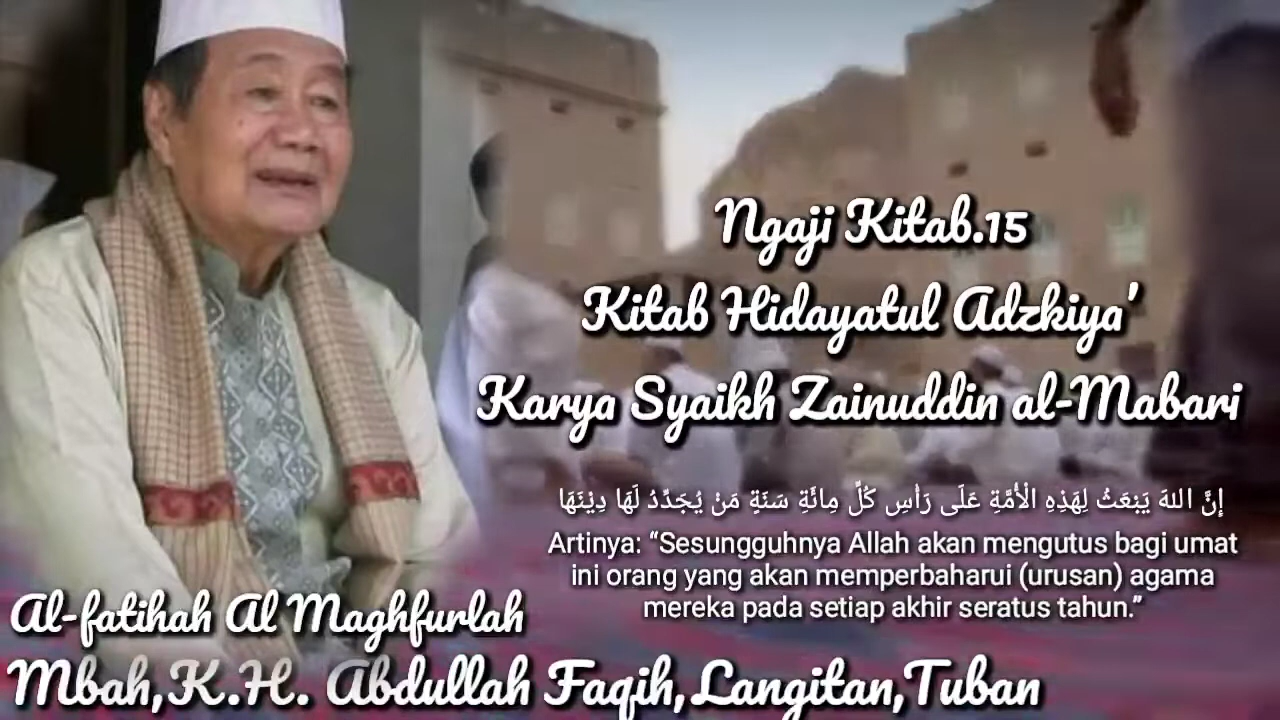 Ngaji Kitab.15
Kitab Hidayatul Adzkiya'
Karya Syaikh Zainuddin al-Mabari
إِنَّ اللهَ يَبْعَثُ لِهَذِهِ الْأُمَّةِ عَلَى رَأْسِ كُلِّ مِائَةِ سَنَةٍ مَنْ يُجَدِّدُ لَهَا دِيْنَهَا
Artinya: “Sesungguhnya Allah akan mengutus bagi umat
ini orang yang akan memperbaharui (urusan) agama
mereka pada setiap akhir seratus tahun.”
Al-fatihah Al Maghfurlah
Mbah,K.H. Abdullah Faqih,Langitan,Tuban